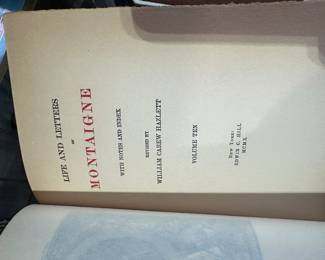 LIFE AND LETTERS
OF
MONTAIGNE
WITH NOTES AND INDEX
REVISED BY
WILLIAM CAREW HAZLETT
VOLUME TEN
NEW YORK:
EDWIN C. HILL
MCMX